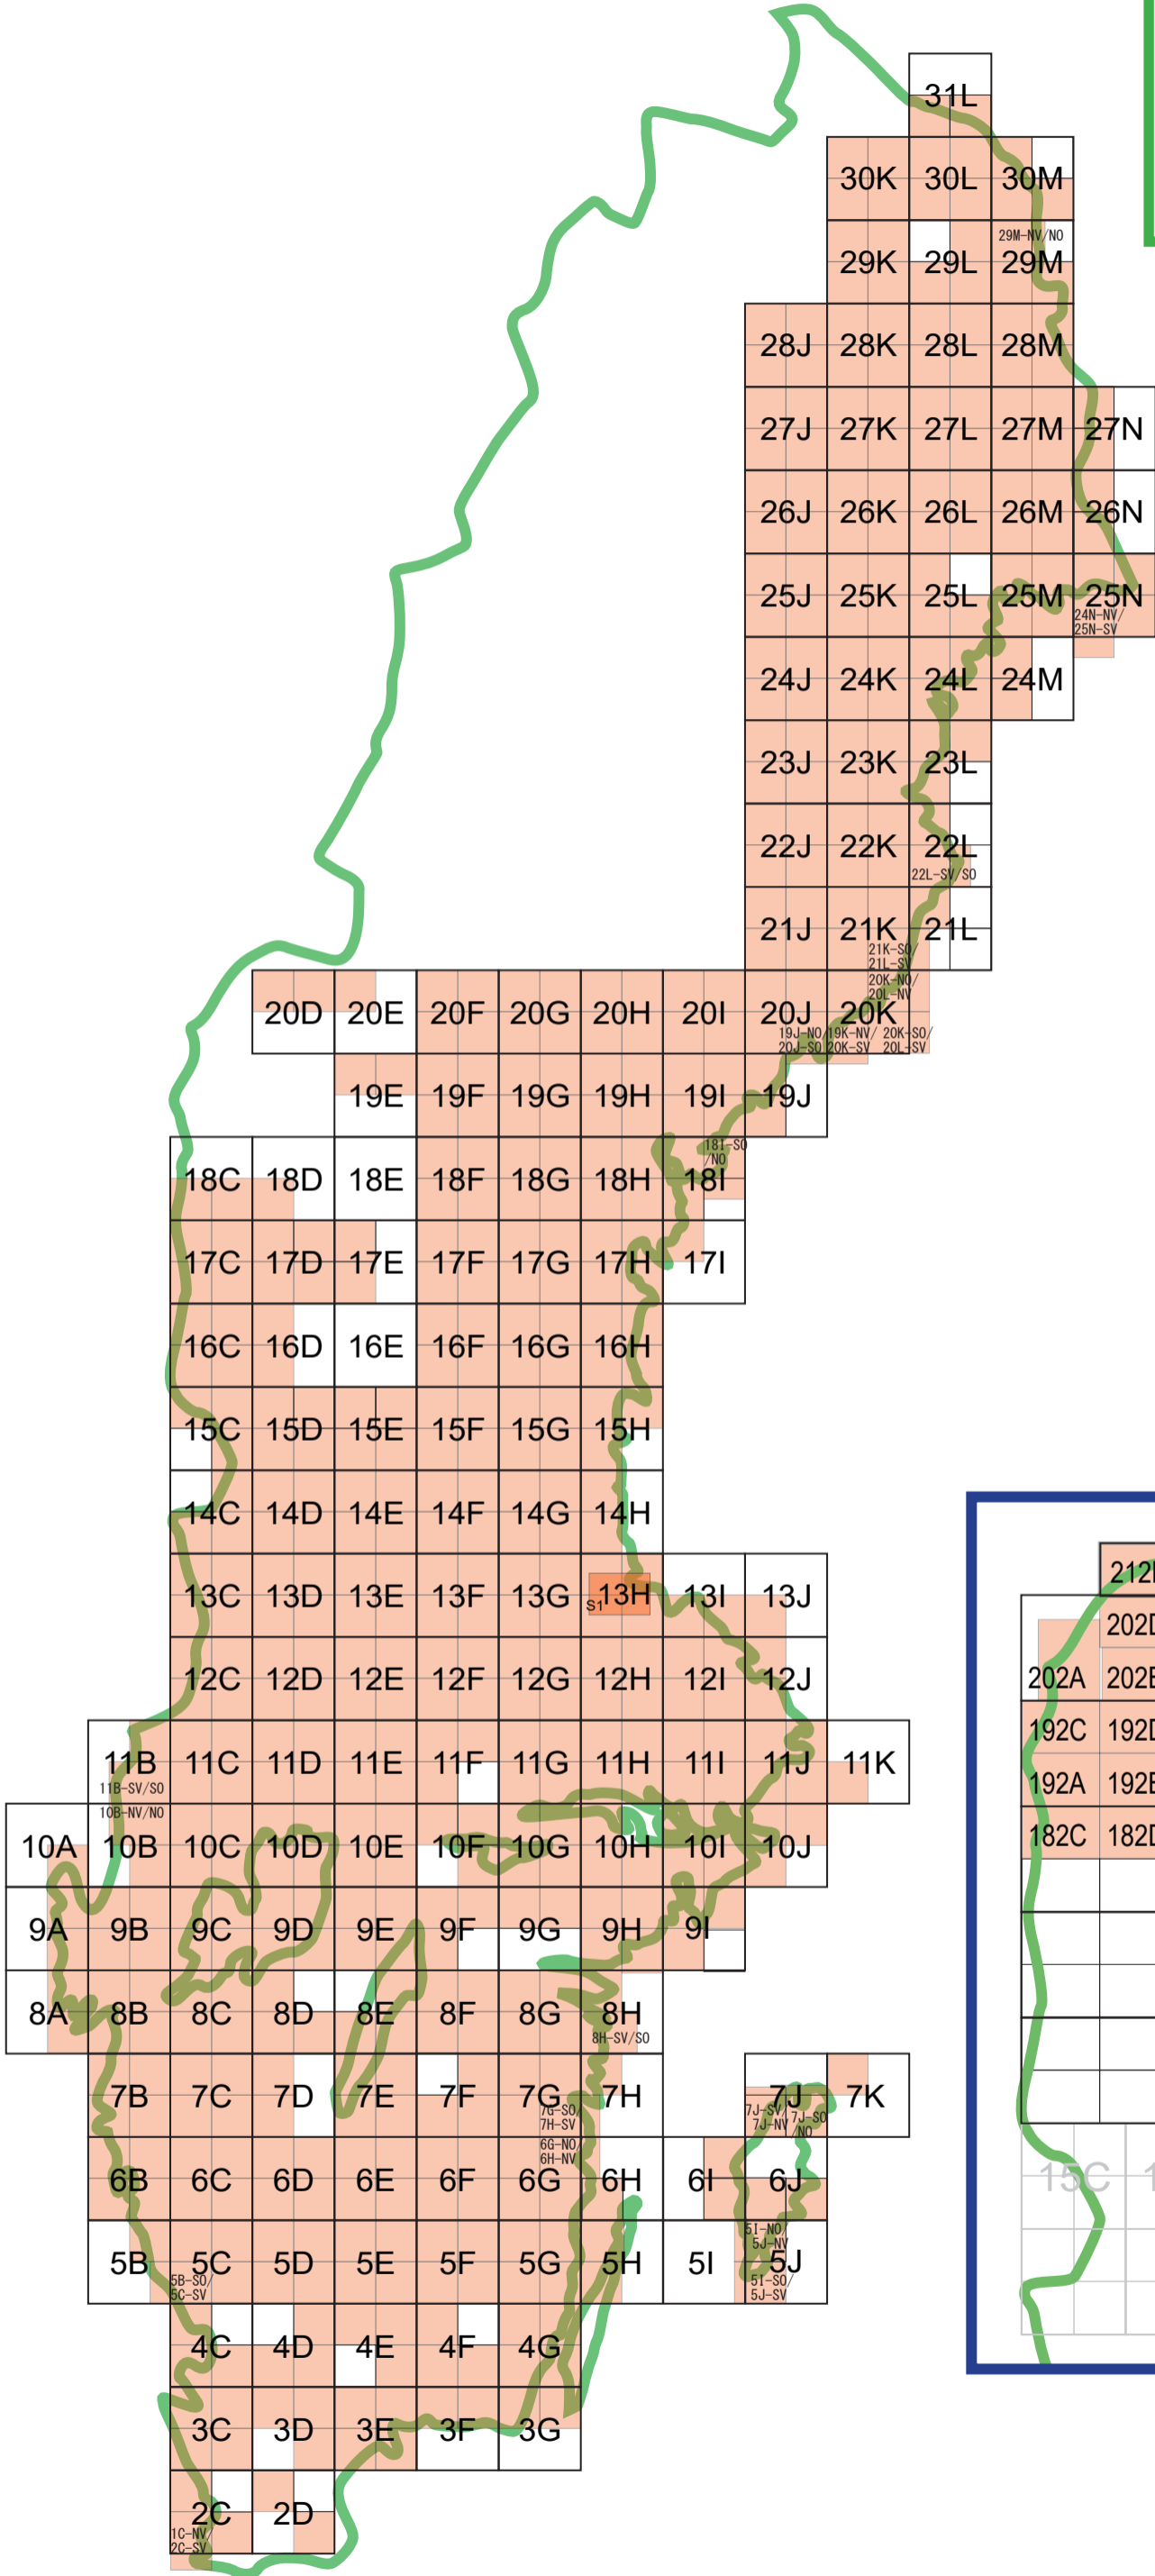 31L
30K 30L 30M
29M-NV/NO
29K 29L 29M
28J 28K 28L 28M
27J 27K 27L 27M 27N
26J 26K 26L 26M 26N
25J 25K 25L 25M 25N
24N-NV/
25N-SV
24J 24K 24L 24M
23J 23K 23L
22J 22K 22L
22L-SV/SO
21J 21K 21L
21K-SO/
21L-SV
20K-NO/
20L-NV
20D 20E 20F 20G 20H 20I 20J 20K
19J-NO/ 19K-NV/ 20K-SO/
20J-SO 20K-SV 20L-SV
19E 19F 19G 19H 19I 19J
18I-SO
/NO
18C 18D 18E 18F 18G 18H 18I
17C 17D 17E 17F 17G 17H 17I
16C 16D 16E 16F 16G 16H
15C 15D 15E 15F 15G 15H
14C 14D 14E 14F 14G 14H
13C 13D 13E 13F 13G S1 13H 13I 13J
12C 12D 12E 12F 12G 12H 12I 12J
11B 11C 11D 11E 11F 11G 11H 11I 11J 11K
11B-SV/SO
10B-NV/NO
10A 10B 10C 10D 10E 10F 10G 10H 10I 10J
9A 9B 9C 9D 9E 9F 9G 9H 9I
8A 8B 8C 8D 8E 8F 8G 8H
8H-SV/SO
7B 7C 7D 7E 7F 7G 7H 7J 7K
7G-SO/
7H-SV
7J-SV/
7J-NV
7J-SO
/NO
6G-NO/
6H-NV
6B 6C 6D 6E 6F 6G 6H 6I 6J
5I-NO/
5J-NV
5B 5C 5D 5E 5F 5G 5H 5I 5J
5B-SO/
5C-SV
5I-SO/
5J-SV
4C 4D 4E 4F 4G
3C 3D 3E 3F 3G
2C 2D
1C-NV/
2C-SV
202A
192C
192A
182C
15C